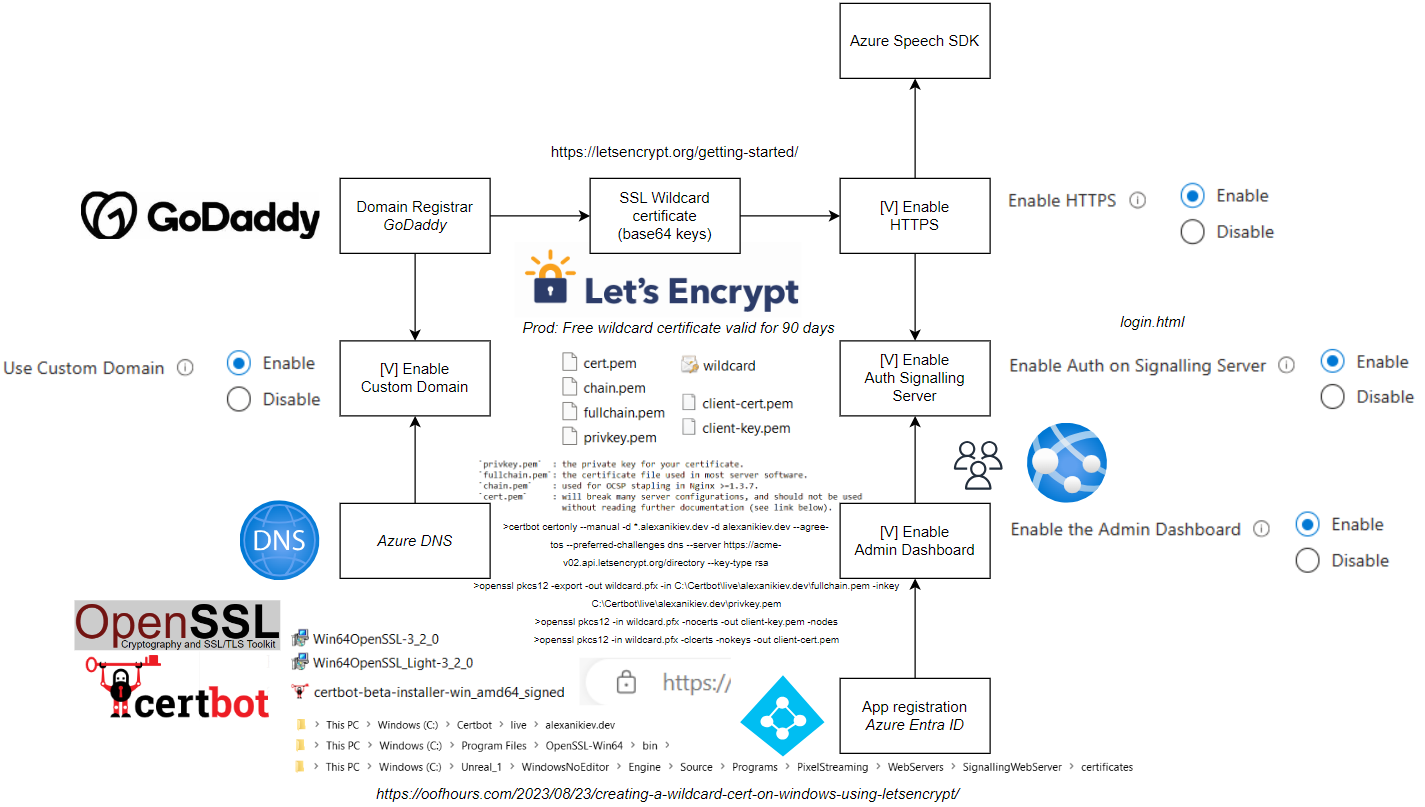 Azure Speech SDK
https://letsencrypt.org/getting-started/
GoDaddy
Domain Registrar
GoDaddy
SSL Wildcard
certificate
(base64 keys)
[V] Enable
HTTPS
Enable HTTPS
Enable
Disable
Let's Encrypt
Prod: Free wildcard certificate valid for 90 days
login.html
Use Custom Domain
Enable
Disable
[V] Enable
Custom Domain
cert.pem
chain.pem
fullchain.pem
privkey.pem
wildcard
client-cert.pem
client-key.pem
[V] Enable
Auth Signalling
Server
Enable Auth on Signalling Server
Enable
Disable
`privkey.pem` : the private key for your certificate.
`fullchain.pem`: the certificate file used in most server software.
`chain.pem` : used for OCSP stapling in Nginx >=1.3.7.
`cert.pem` : will break many server configurations, and should not be used
without reading further documentation (see link below).
DNS
Azure DNS
>certbot certonly --manual -d *.alexanikiev.dev -d alexanikiev.dev --agree-
tos --preferred-challenges dns --server https://acme-
v02.api.letsencrypt.org/directory --key-type rsa
[V] Enable
Admin Dashboard
Enable the Admin Dashboard
Enable
Disable
>openssl pkcs12 -export -out wildcard.pfx -in C:\Certbot\live\alexanikiev.dev\fullchain.pem -inkey
C:\Certbot\live\alexanikiev.dev\privkey.pem
>openssl pkcs12 -in wildcard.pfx -nocerts -out client-key.pem -nodes
>openssl pkcs12 -in wildcard.pfx -clcerts -nokeys -out client-cert.pem
OpenSSL
Cryptography and SSL/TLS Toolkit
Win64OpenSSL-3_2_0
Win64OpenSSL_Light-3_2_0
certbot
certbot-beta-installer-win_amd64_signed
https://
App registration
Azure Entra ID
> This PC > Windows (C:) > Certbot > live > alexanikiev.dev
> This PC > Windows (C:) > Program Files > OpenSSL-Win64 > bin >
> This PC > Windows (C:) > Unreal_1 > WindowsNoEditor > Engine > Source > Programs > PixelStreaming > WebServers > SignallingWebServer > certificates
https://oofhours.com/2023/08/23/creating-a-wildcard-cert-on-windows-using-letsencrypt/